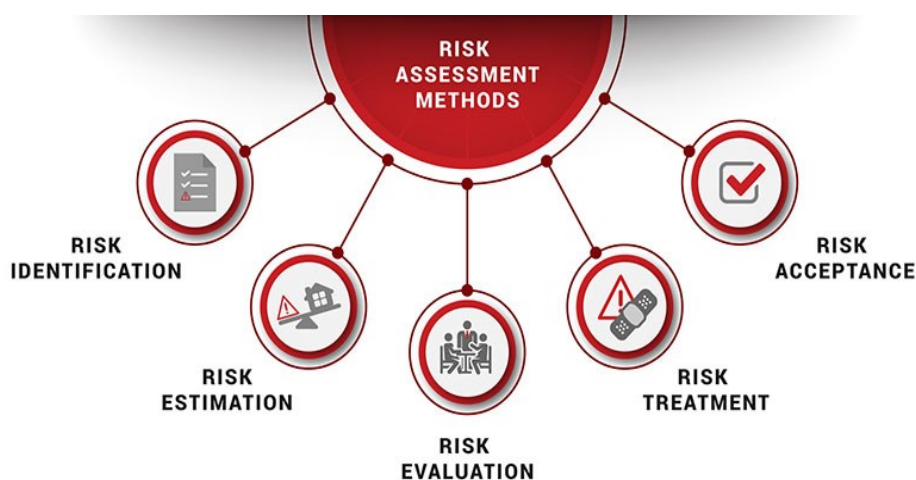 RISK
ASSESSMENT
METHODS
RISK
IDENTIFICATION
RISK
ESTIMATION
RISK
EVALUATION
RISK
TREATMENT
RISK
ACCEPTANCE